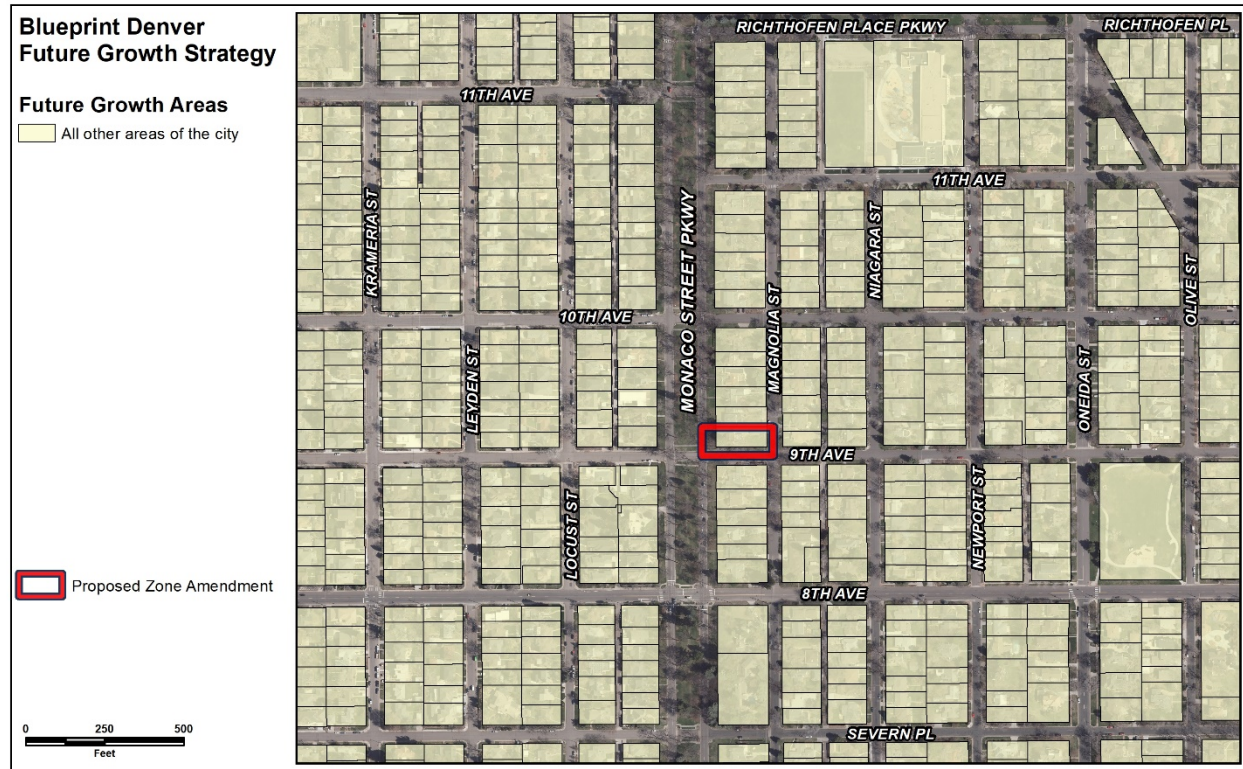 Blueprint Denver
Future Growth Strategy
Future Growth Areas
All other areas of the city
Proposed Zone Amendment
0 250 500
Feet
RICHTHOFEN PLACE PKWY
RICHTHOFEN PL
11TH AVE
11TH AVE
KRAMERIA ST
MONACO STREET PKWY
NIAGARA ST
OLIVE ST
10TH AVE
MAGNOLIA ST
LEYDEN ST
ONEIDA ST
9TH AVE
LOCUST ST
NEWPORT ST
8TH AVE
SEVERN PL